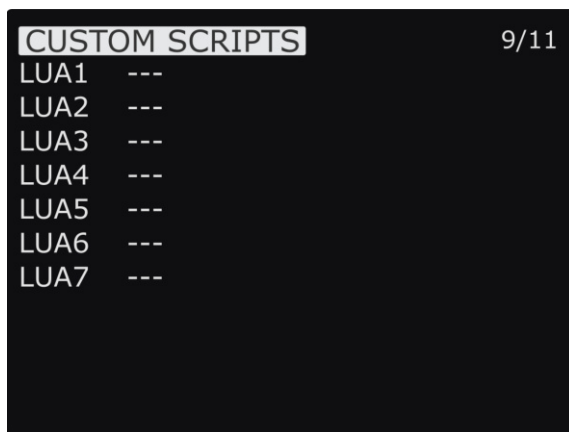 CUSTOM SCRIPTS 9/11
LUA1 ---
LUA2 ---
LUA3 ---
LUA4 ---
LUA5 ---
LUA6 ---
LUA7 ---